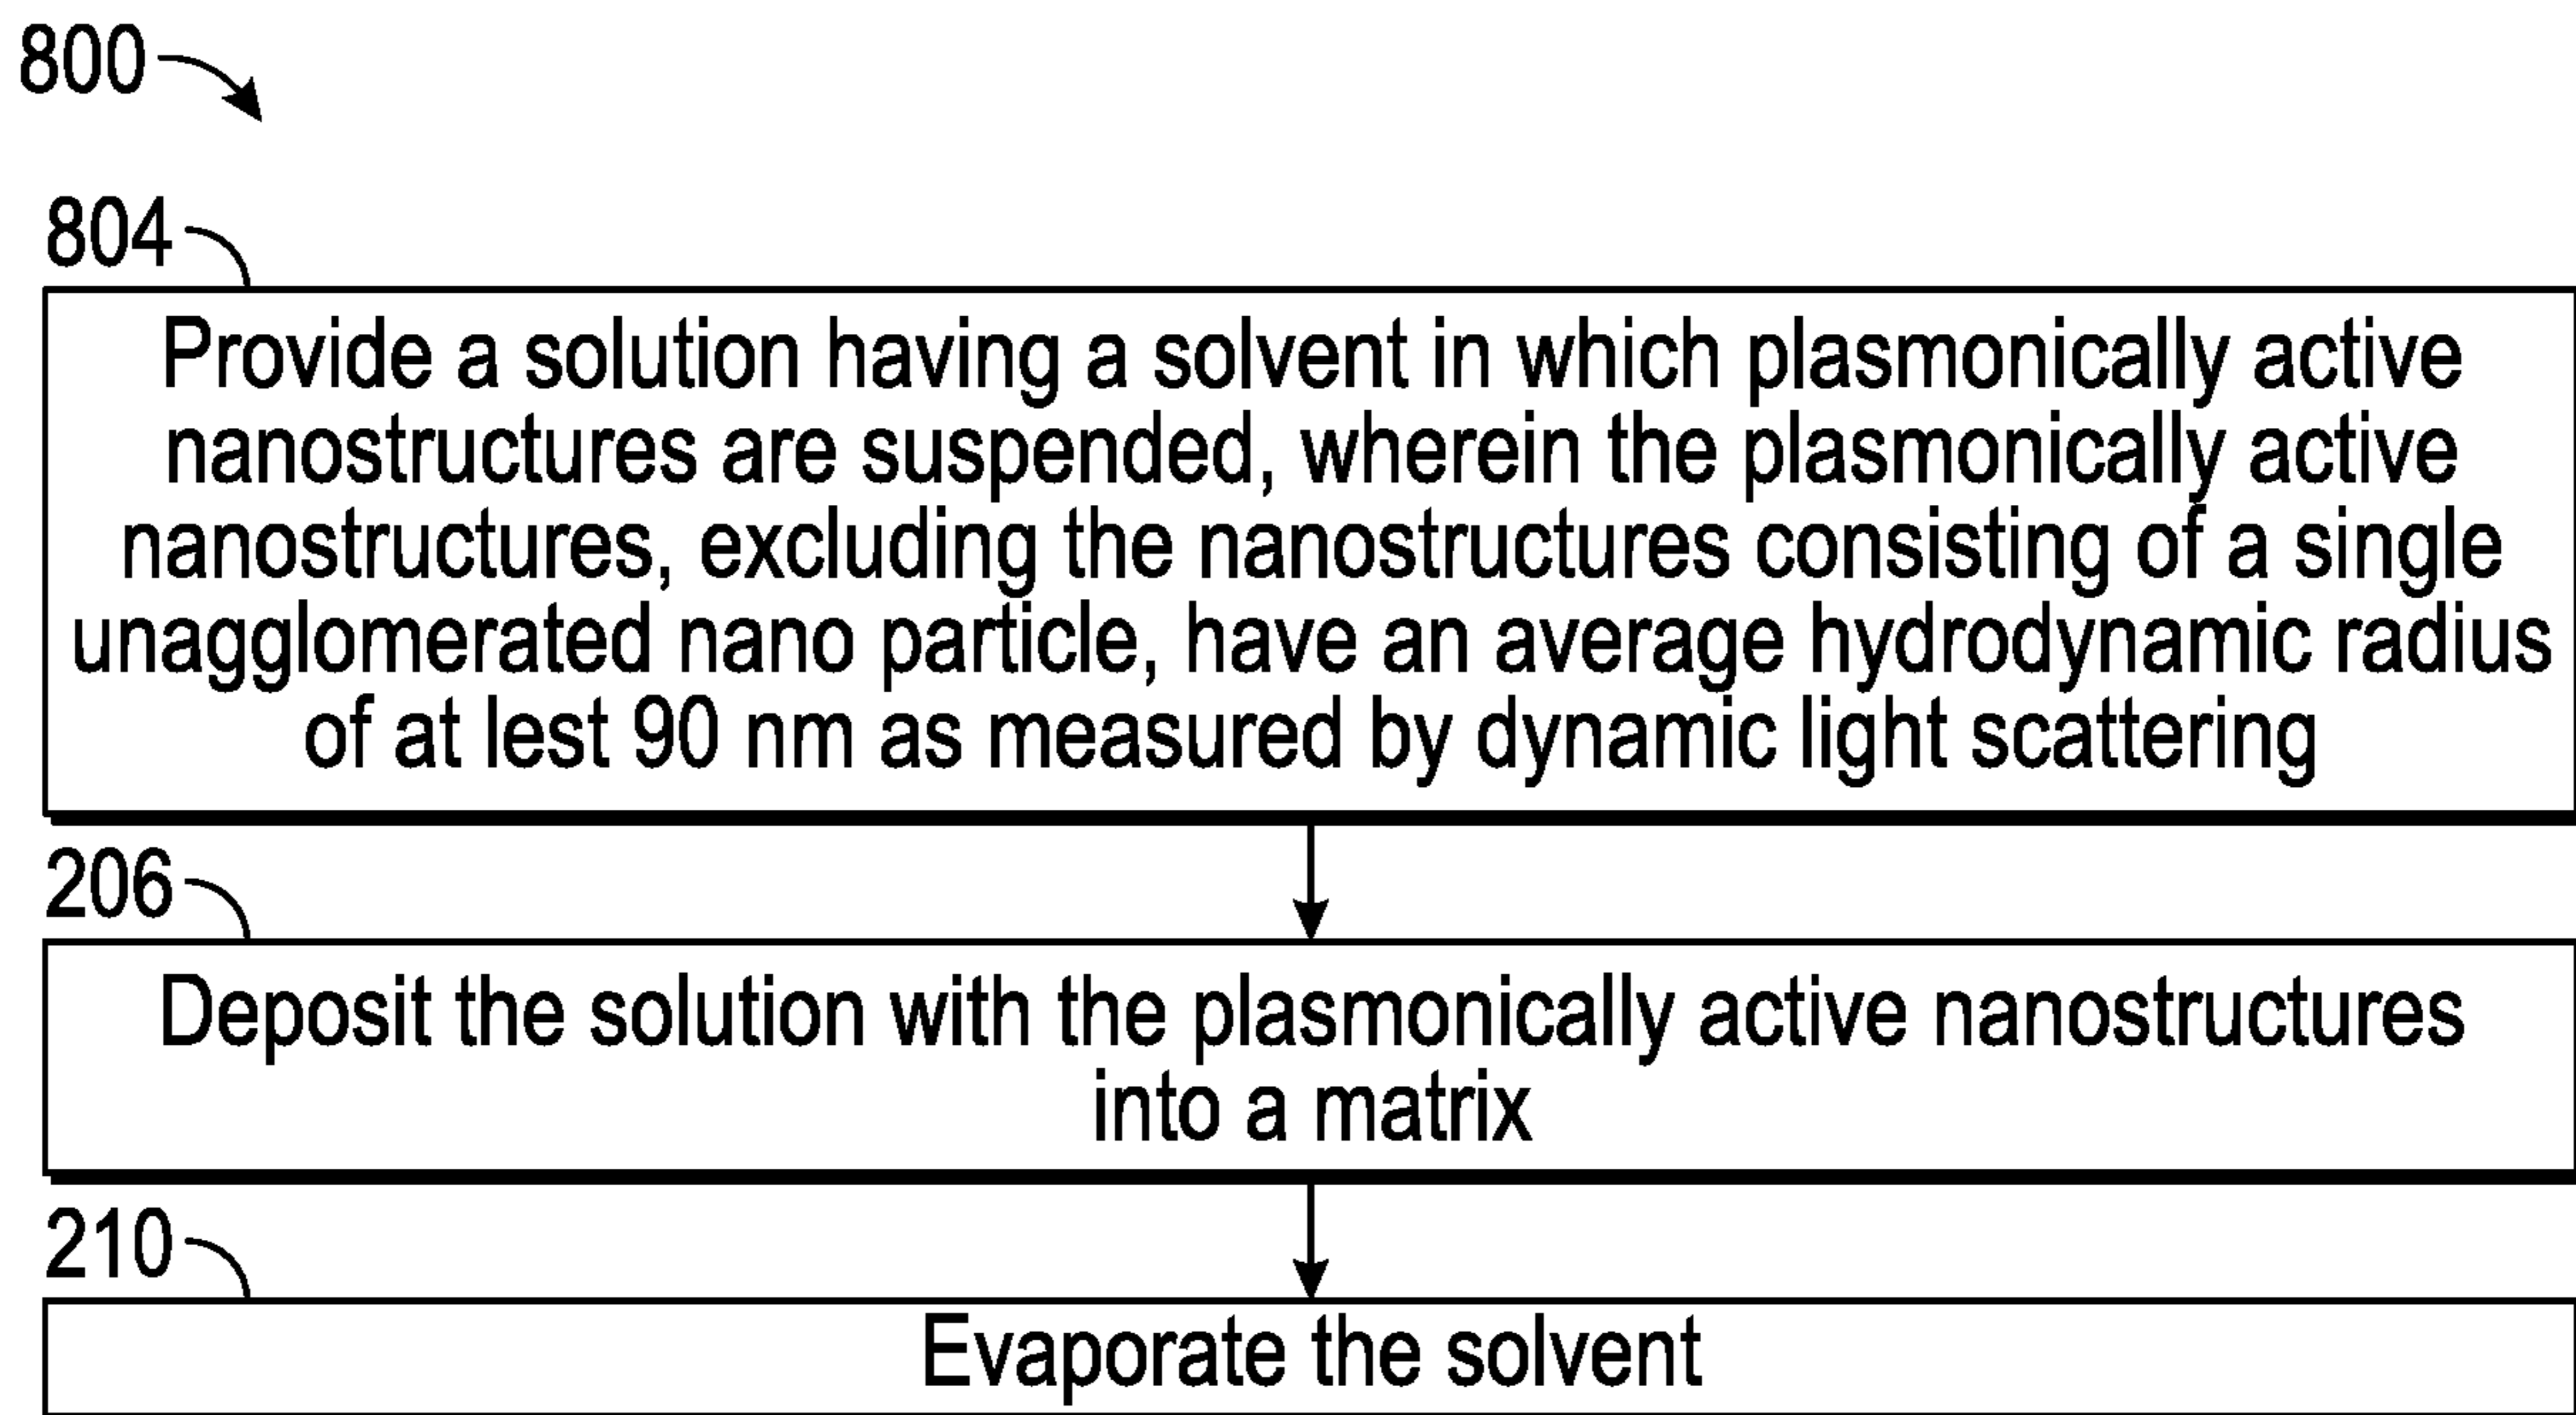 800
804
Provide a solution having a solvent in which plasmonically active
nanostructures are suspended, wherein the plasmonically active
nanostructures, excluding the nanostructures consisting of a single
unagglomerated nano particle, have an average hydrodynamic radius
of at lest 90 nm as measured by dynamic light scattering
206
Deposit the solution with the plasmonically active nanostructures
into a matrix
210
Evaporate the solvent